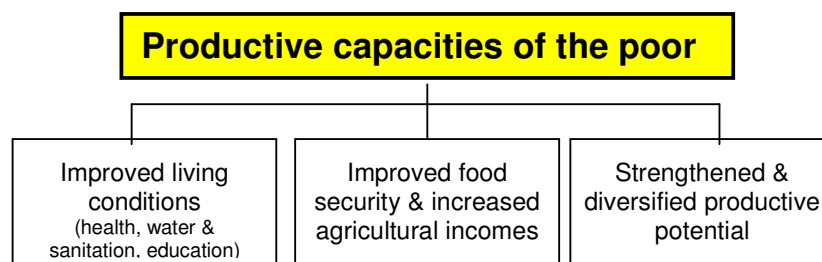 Productive capacities of the poor
Improved living
conditions
(health, water &
sanitation, education)
Improved food
security & increased
agricultural incomes
Strengthened &
diversified productive
potential